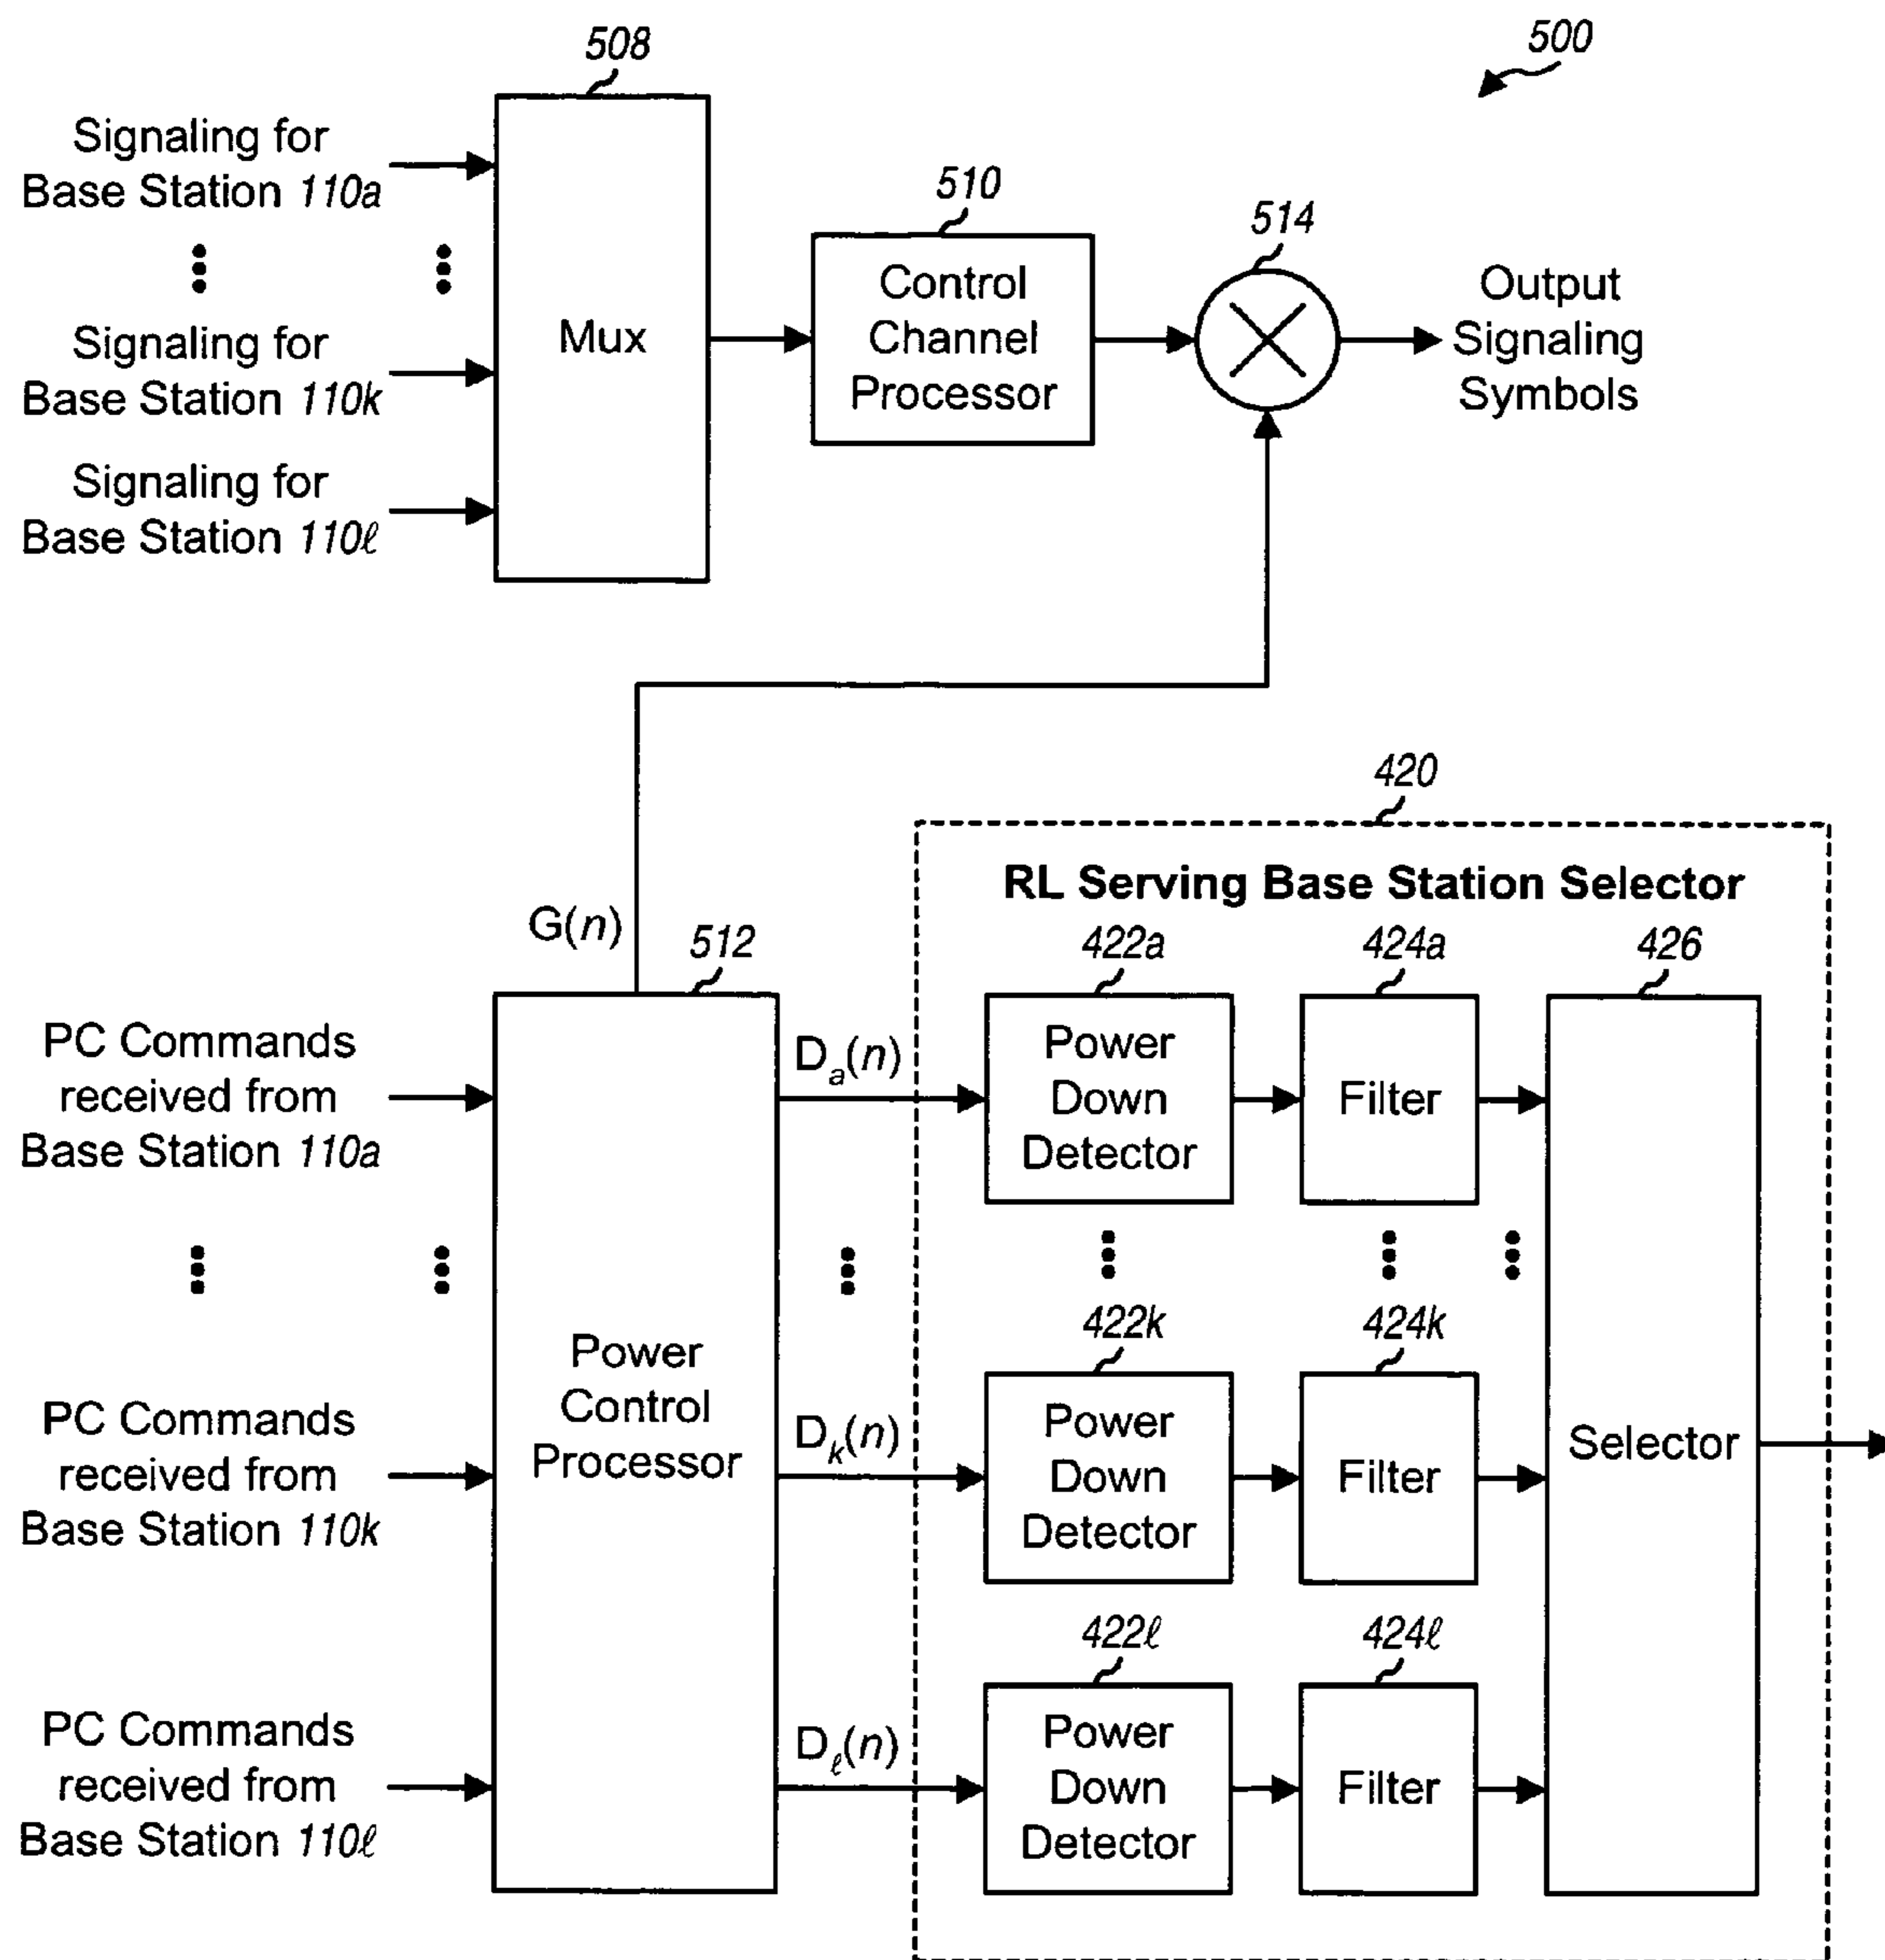 500
508
Signaling for
Base Station 110a
Signaling for
Base Station 110k
Signaling for
Base Station 110ℓ
Mux
510
Control
Channel
Processor
514
Output
Signaling
Symbols
G(n)
512
PC Commands
received from
Base Station 110a
PC Commands
received from
Base Station 110k
PC Commands
received from
Base Station 110ℓ
Power
Control
Processor
Da(n)
Dk(n)
Dℓ(n)
420
RL Serving Base Station Selector
422a
Power
Down
Detector
424a
Filter
426
Selector
422k
Power
Down
Detector
424k
Filter
422ℓ
Power
Down
Detector
424ℓ
Filter